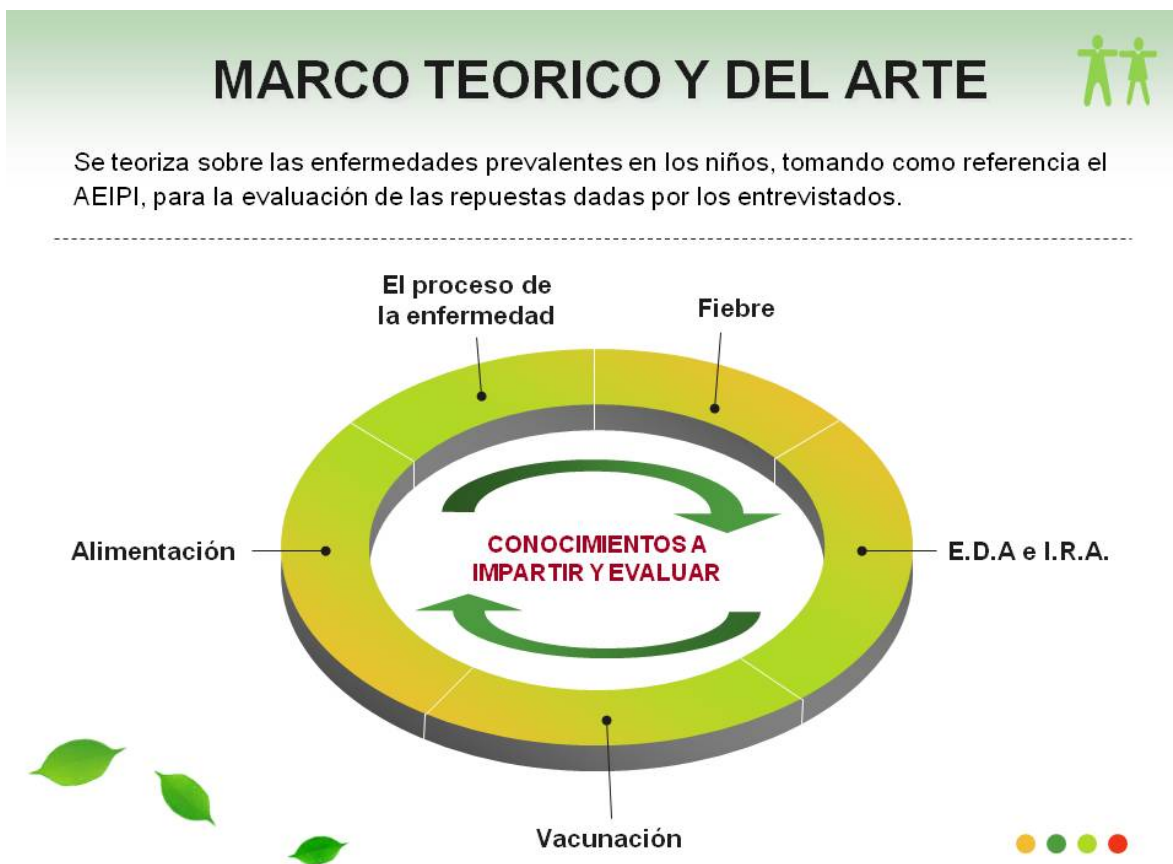 MARCO TEORICO Y DEL ARTE
Se teoriza sobre las enfermedades prevalentes en los niños, tomando como referencia el
AEIPI, para la evaluación de las repuestas dadas por los entrevistados.
El proceso de
la enfermedad
Fiebre
Alimentación
CONOCIMIENTOS A
IMPARTIR Y EVALUAR
E.D.A e I.R.A.
Vacunación